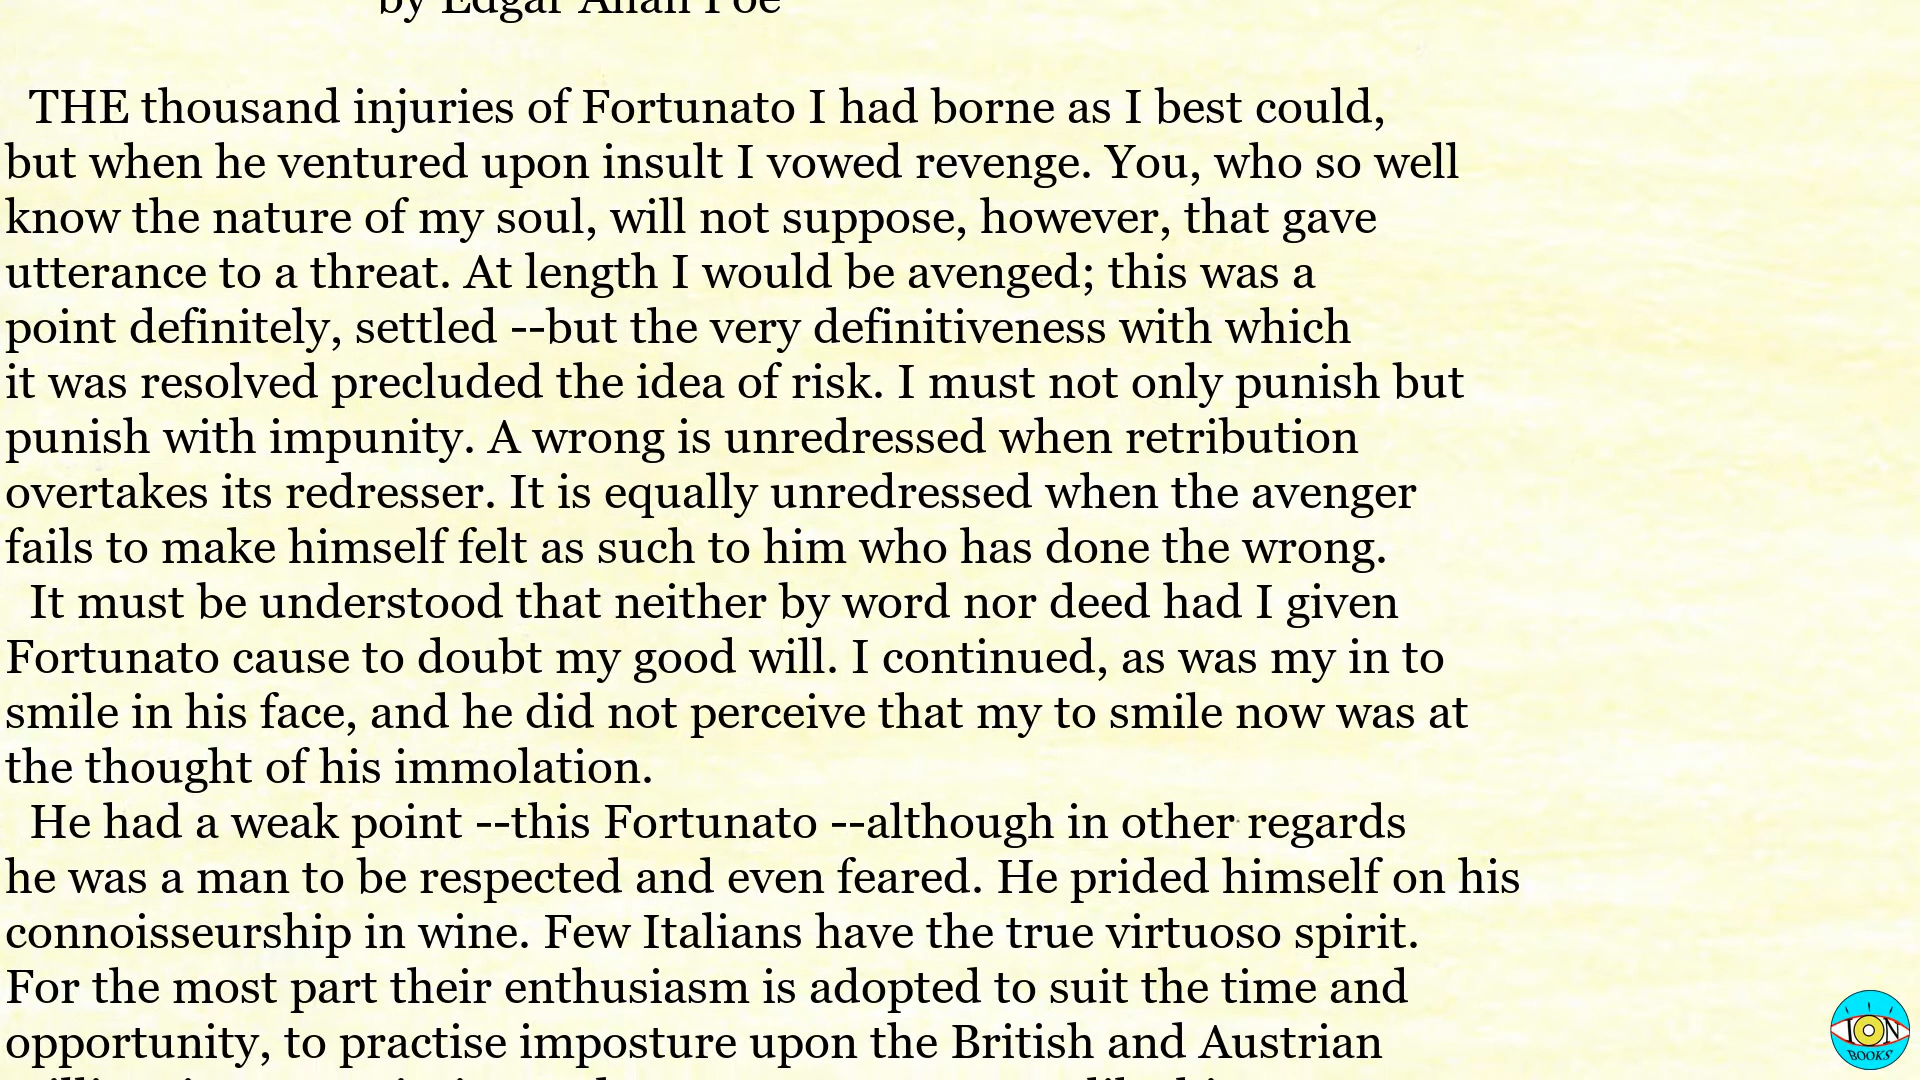 by Edgar Allan Poe
THE thousand injuries of Fortunato I had borne as I best could,
but when he ventured upon insult I vowed revenge. You, who so well
know the nature of my soul, will not suppose, however, that gave
utterance to a threat. At length I would be avenged; this was a
point definitely, settled --but the very definitiveness with which
it was resolved precluded the idea of risk. I must not only punish but
punish with impunity. A wrong is unredressed when retribution
overtakes its redresser. It is equally unredressed when the avenger
fails to make himself felt as such to him who has done the wrong.
It must be understood that neither by word nor deed had I given
Fortunato cause to doubt my good will. I continued, as was my in to
smile in his face, and he did not perceive that my to smile now was at
the thought of his immolation.
He had a weak point --this Fortunato --although in other regards
he was a man to be respected and even feared. He prided himself on his
connoisseurship in wine. Few Italians have the true virtuoso spirit.
For the most part their enthusiasm is adopted to suit the time and
opportunity, to practise imposture upon the British and Austrian
ION
BOOKS